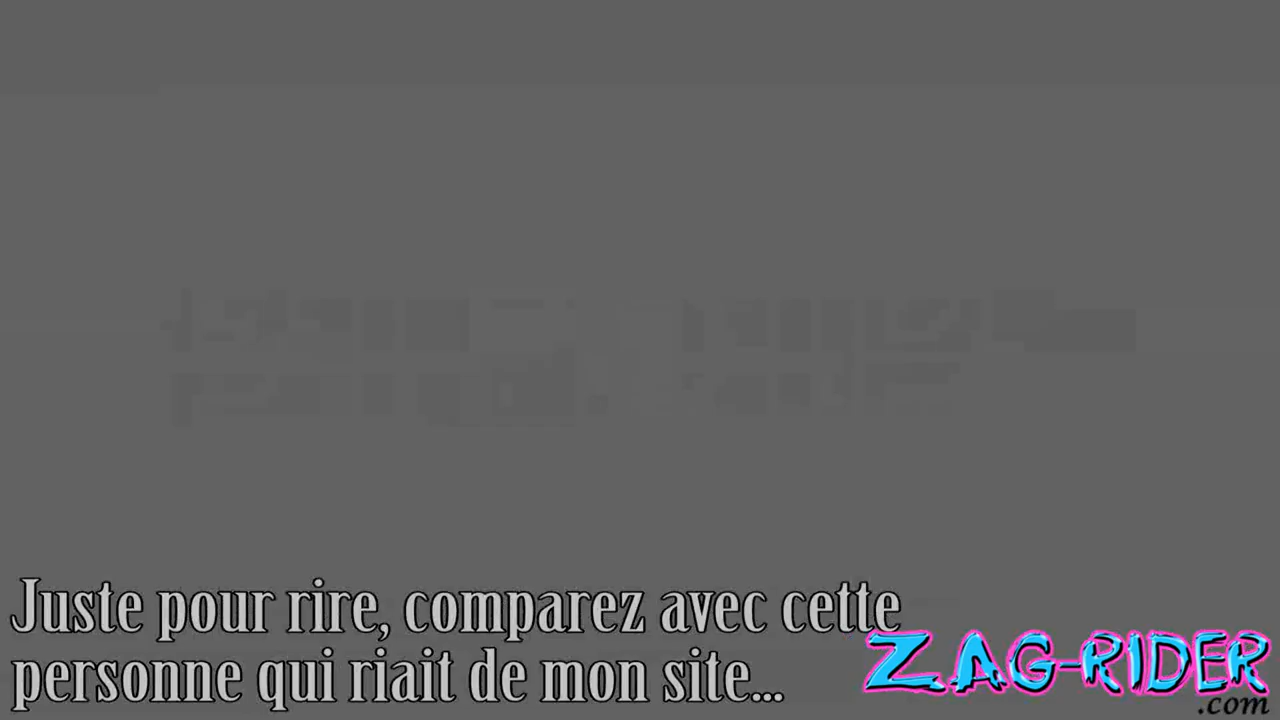 Juste pour rire, comparez avec cette
personne qui riait de mon site...
ZAG-RIDER
.com